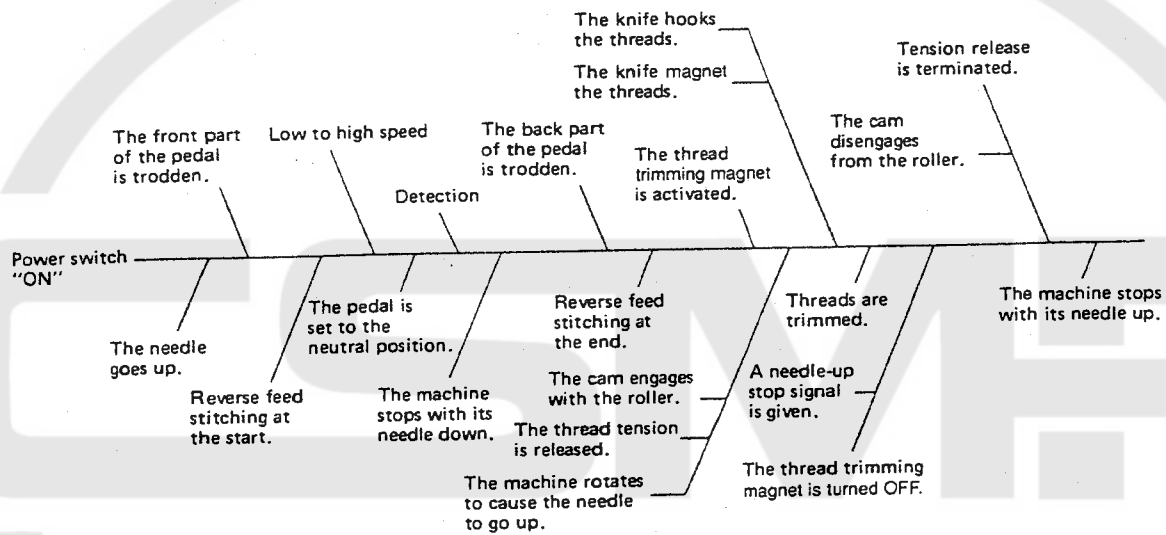 The knife hooks
the threads.
The knife magnet
the threads.
Tension release
is terminated.
The front part
of the pedal
is trodden.
Low to high speed
The back part
of the pedal
is trodden.
The cam
disengages
from the roller.
The thread
trimming magnet
is activated.
Detection
Power switch
"ON"
The needle
goes up.
Reverse feed
stitching at
the start.
The pedal is
set to the
neutral position.
The machine
stops with its
needle down.
Reverse feed
stitching at
the end.
The cam engages
with the roller.
The thread tension
is released.
The machine rotates
to cause the needle
to go up.
Threads are
trimmed.
A needle-up
stop signal
is given.
The thread trimming
magnet is turned OFF.
The machine stops
with its needle up.
CSMI